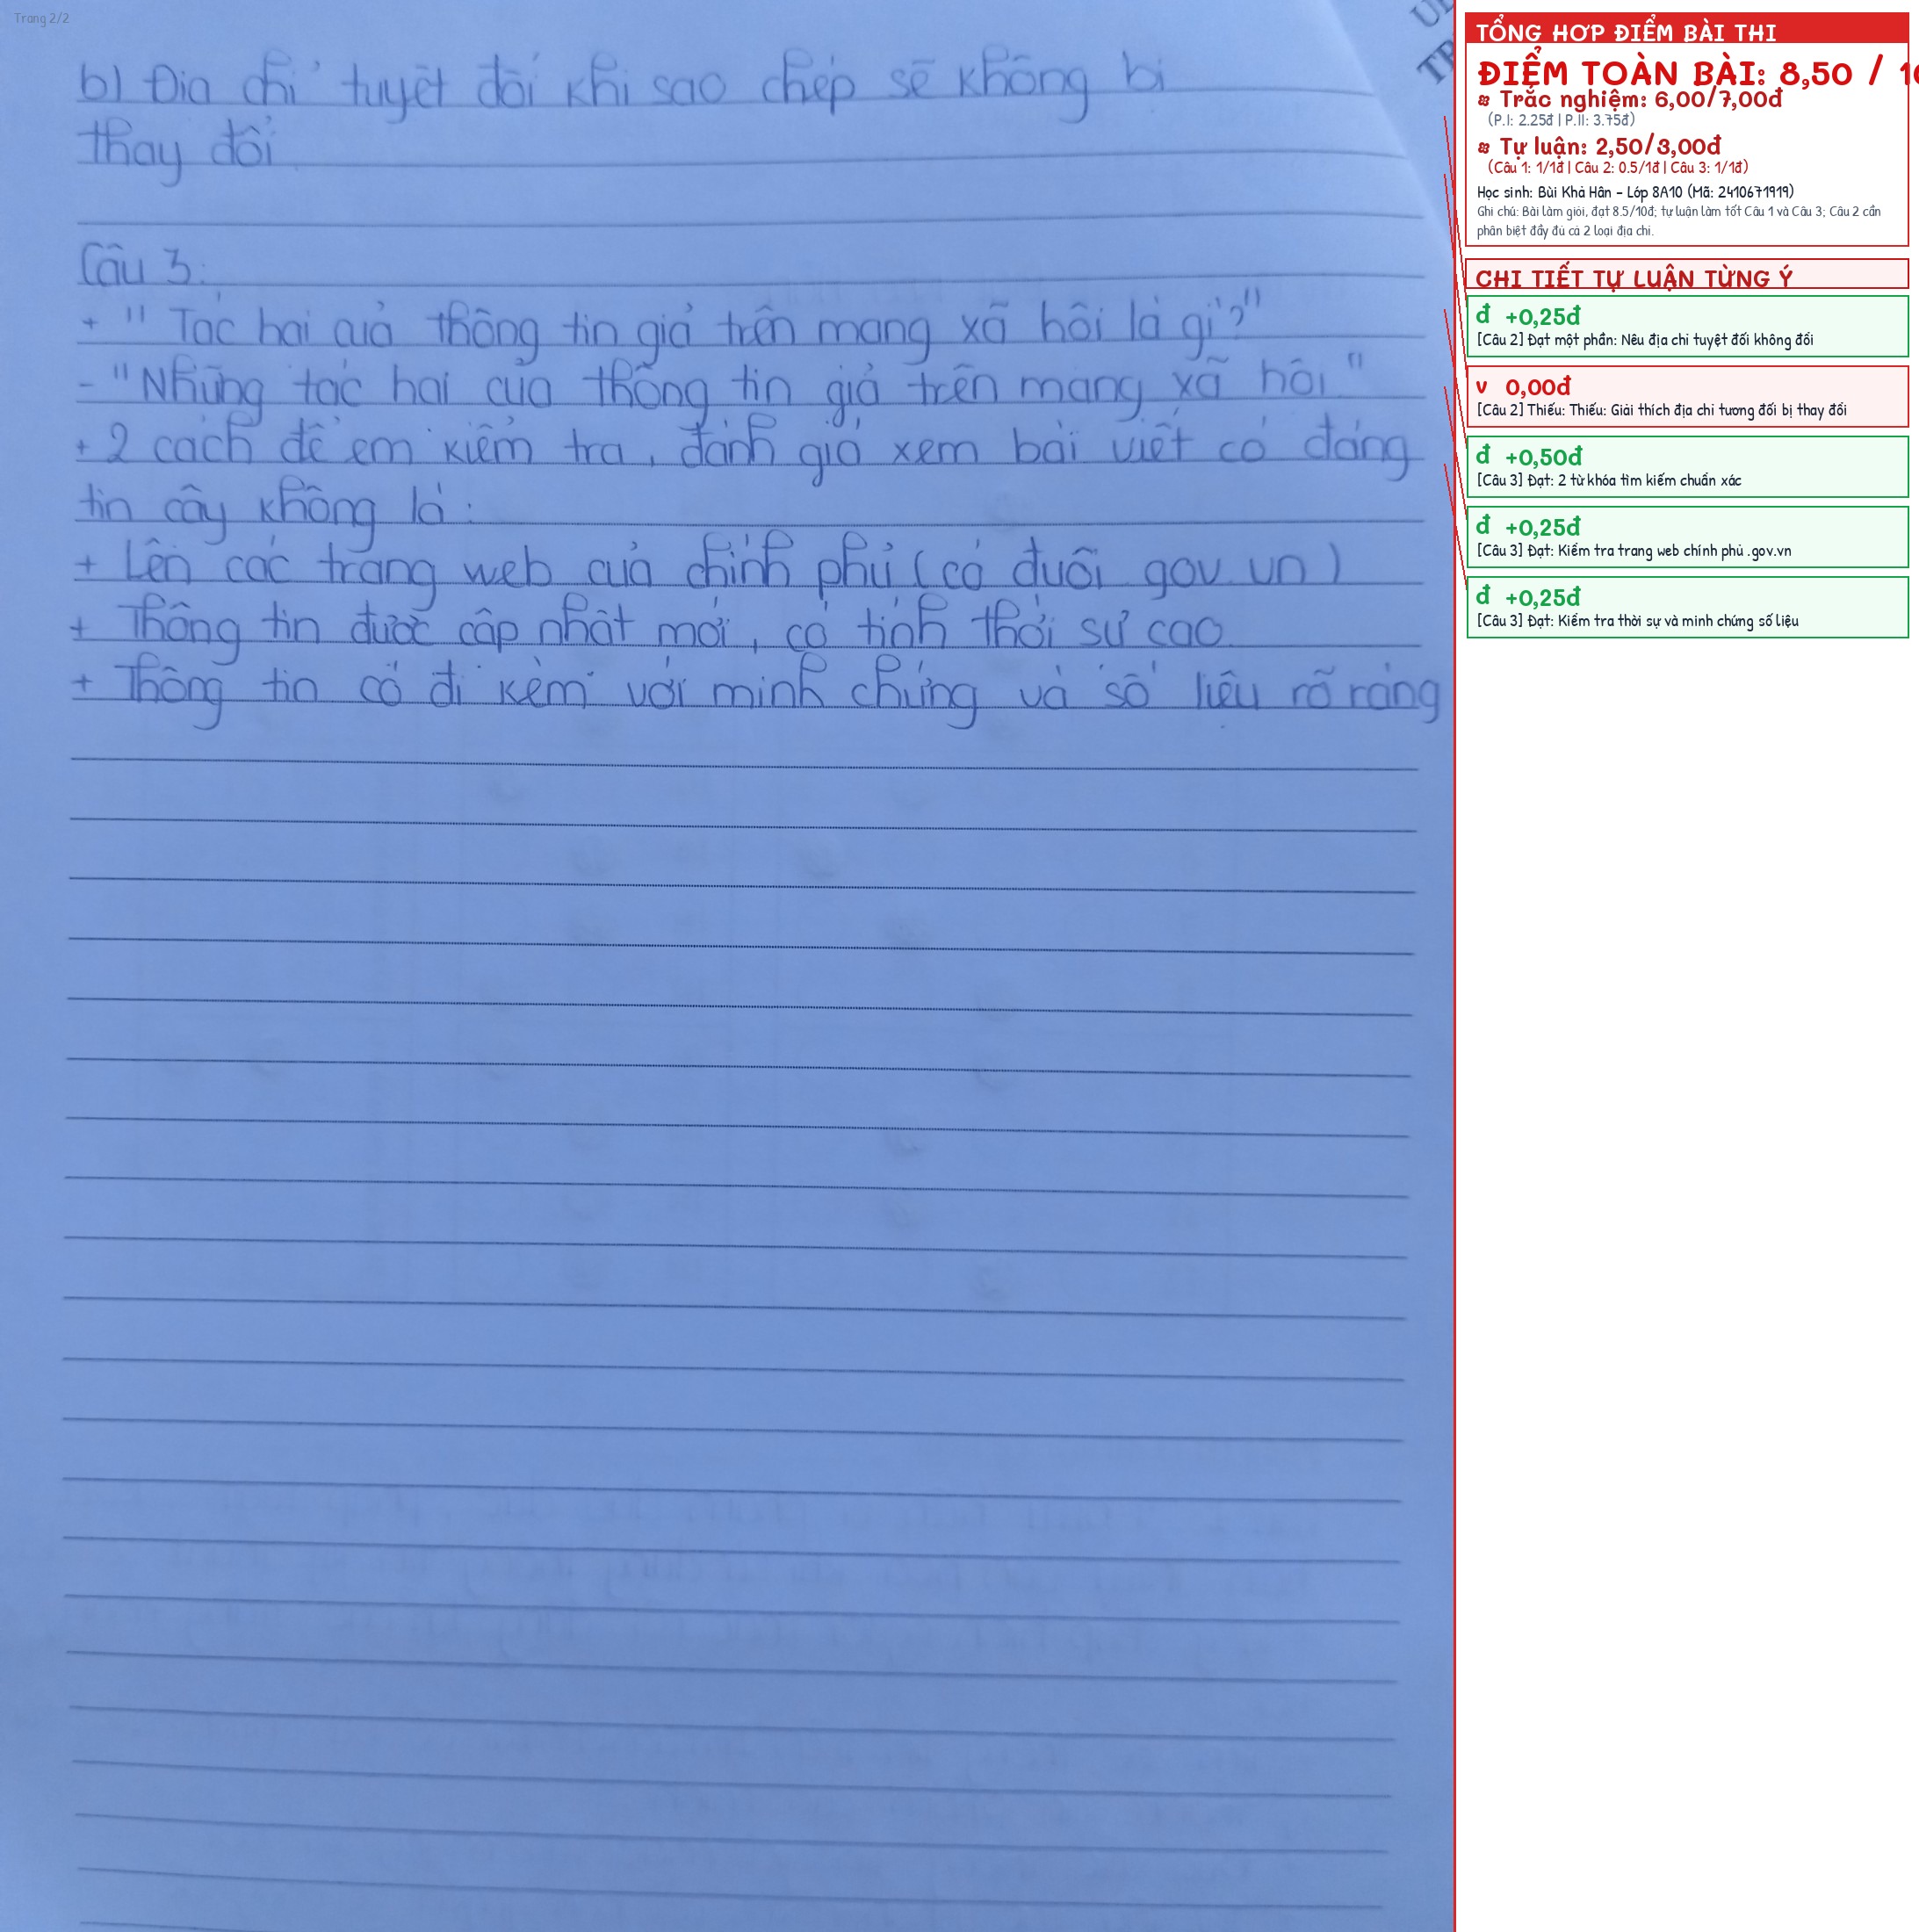 Trang 2/2
b) Địa chỉ tuyệt đối khi sao chép sẽ không bị
thay đổi.
Câu 3:
+ "Tác hại của thông tin giả trên mạng xã hội là gì?"
- "Những tác hại của thông tin giả trên mạng xã hội"
+ 2 cách để em kiểm tra, đánh giá xem bài viết có đáng
tin cậy không là:
+ Lên các trang web của chính phủ (có đuôi gov.vn)
+ Thông tin được cập nhật mới, có tính thời sự cao.
+ Thông tin có đi kèm với minh chứng và số liệu rõ ràng
TỔNG HỢP ĐIỂM BÀI THI
ĐIỂM TOÀN BÀI: 8,50 / 10
Trắc nghiệm: 6,00/7,00đ
(P.I: 2.25đ | P.II: 3.75đ)
Tự luận: 2,50/3,00đ
(Câu 1: 1/1đ | Câu 2: 0.5/1đ | Câu 3: 1/1đ)
Học sinh: Bùi Khả Hân - Lớp 8A10 (Mã: 2410671919)
Ghi chú: Bài làm giỏi, đạt 8.5/10đ; tự luận làm tốt Câu 1 và Câu 3; Câu 2 cần
phân biệt đầy đủ cả 2 loại địa chỉ.
CHI TIẾT TỰ LUẬN TỪNG Ý
đ +0,25đ
[Câu 2] Đạt một phần: Nêu địa chỉ tuyệt đối không đổi
v 0,00đ
[Câu 2] Thiếu: Thiếu: Giải thích địa chỉ tương đối bị thay đổi
đ +0,50đ
[Câu 3] Đạt: 2 từ khóa tìm kiếm chuẩn xác
đ +0,25đ
[Câu 3] Đạt: Kiểm tra trang web chính phủ .gov.vn
đ +0,25đ
[Câu 3] Đạt: Kiểm tra thời sự và minh chứng số liệu